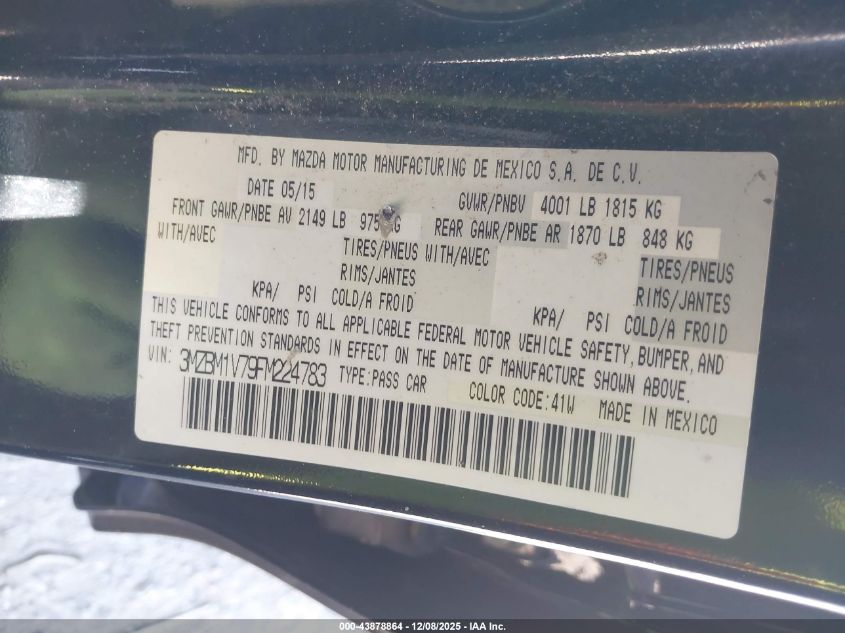 MFD. BY MAZDA MOTOR MANUFACTURING DE MEXICO S.A. DE C.V.
DATE 05/15 GVWR/PNBV 4001 LB 1815 KG
FRONT GAWR/PNBE AV 2149 LB 975 KG REAR GAWR/PNBE AR 1870 LB 848 KG
WITH/AVEC TIRES/PNEUS WITH/AVEC TIRES/PNEUS
RIMS/JANTES RIMS/JANTES
KPA/ PSI COLD/A FROID KPA/ PSI COLD/A FROID
THIS VEHICLE CONFORMS TO ALL APPLICABLE FEDERAL MOTOR VEHICLE SAFETY, BUMPER, AND
THEFT PREVENTION STANDARDS IN EFFECT ON THE DATE OF MANUFACTURE SHOWN ABOVE.
VIN: 3MZBM1V79FM224783 TYPE:PASS CAR COLOR CODE:41W MADE IN MEXICO
000-43878864 - 12/08/2025 - IAA Inc.